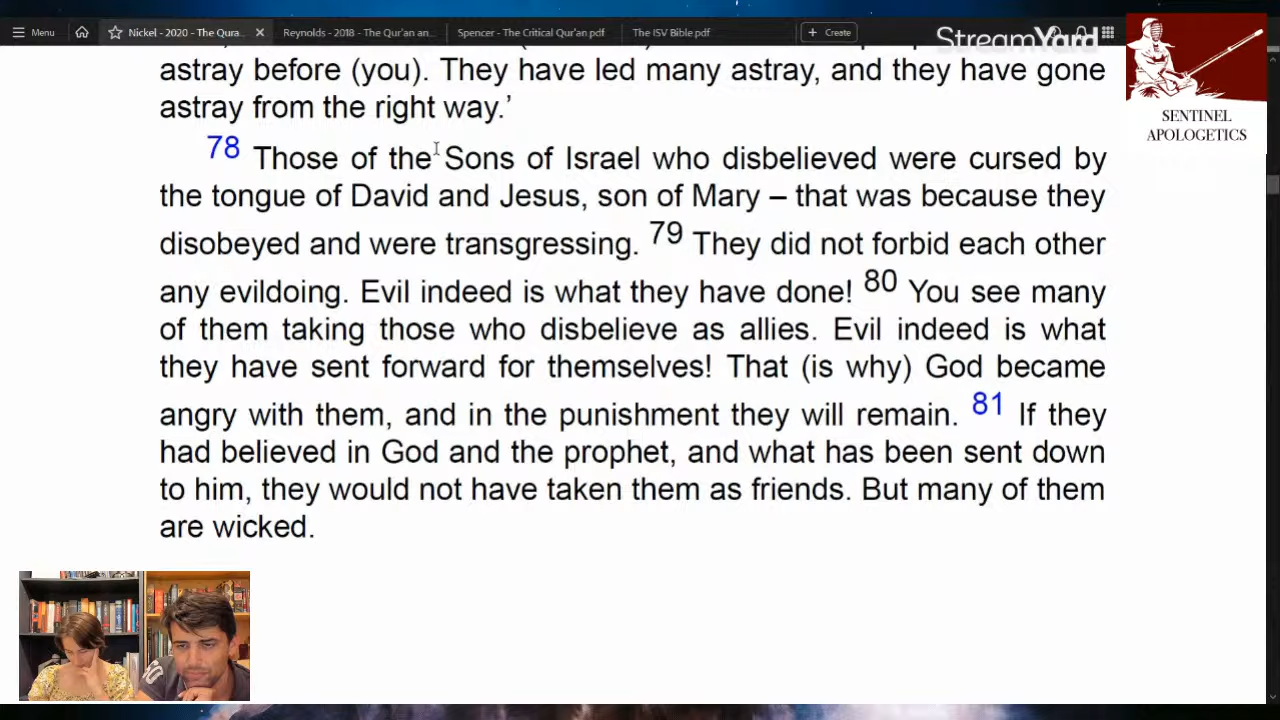 Menu
Nickel - 2020 - The Qura...
Reynolds - 2018 - The Qur'an an...
Spencer - The Critical Qur'an.pdf
The ISV Bible.pdf
Create
StreamYard
SENTINEL
APOLOGETICS
astray before (you). They have led many astray, and they have gone
astray from the right way.’
78 Those of the Sons of Israel who disbelieved were cursed by
the tongue of David and Jesus, son of Mary – that was because they
disobeyed and were transgressing. 79 They did not forbid each other
any evildoing. Evil indeed is what they have done! 80 You see many
of them taking those who disbelieve as allies. Evil indeed is what
they have sent forward for themselves! That (is why) God became
angry with them, and in the punishment they will remain. 81 If they
had believed in God and the prophet, and what has been sent down
to him, they would not have taken them as friends. But many of them
are wicked.